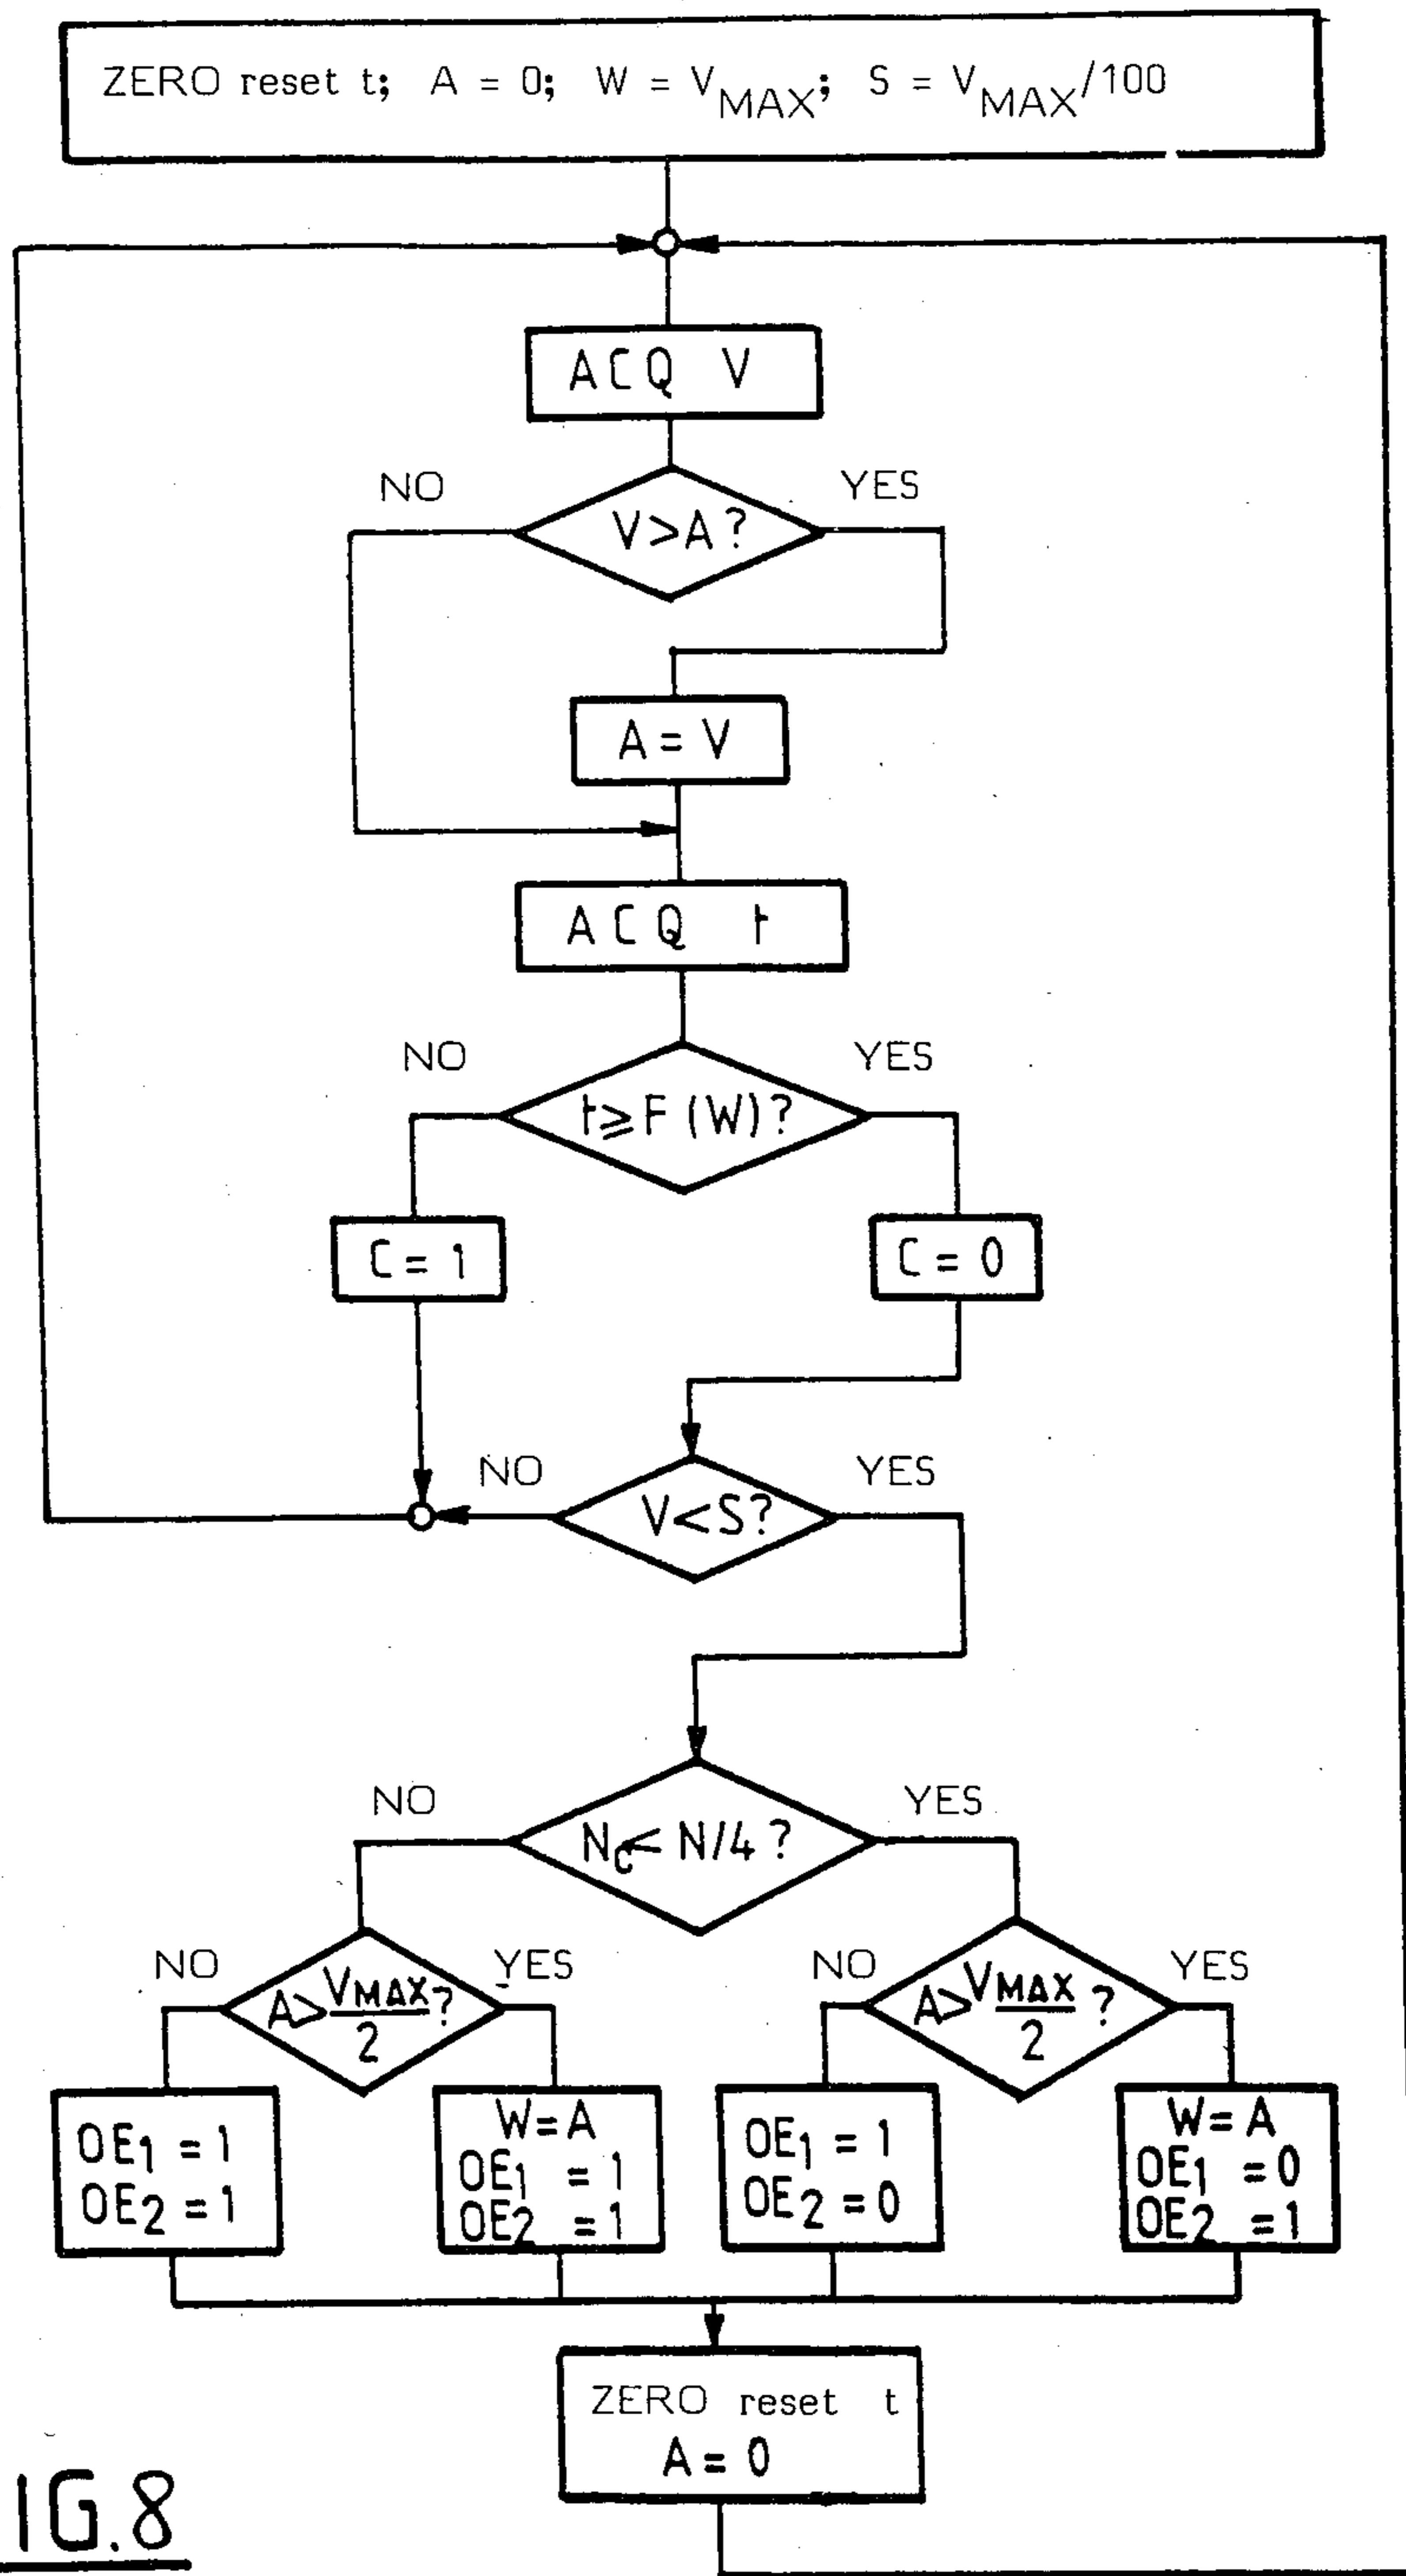 ZERO reset t; A = 0; W = VMAX; S = VMAX/100
ACQ V
NO
YES
V>A?
A=V
ACQ t
NO
YES
t≥F(W)?
C=1
C=0
NO
YES
V<S?
NO
YES
NC<N/4?
NO
YES
A>VMAX/2?
NO
YES
A>VMAX/2?
OE1 = 1
OE2 = 1
W=A
OE1 = 1
OE2 = 1
OE1 = 1
OE2 = 0
W=A
OE1 = 0
OE2 = 1
ZERO reset t
A = 0
IG.8